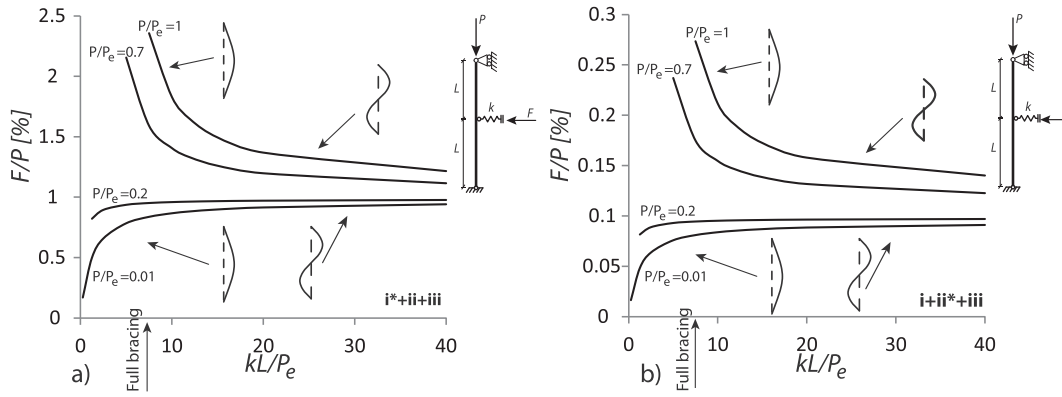 2.5
2
1.5
1
0.5
0
F/P [%]
P/Pe=1
P/Pe=0.7
P/Pe=0.2
P/Pe=0.01
P
L
k
F
L
i*+ii+iii
0 10 20 30 40
kL/Pe
Full bracing
a)
0.3
0.25
0.2
0.15
0.1
0.05
0
F/P [%]
P/Pe=1
P/Pe=0.7
P/Pe=0.2
P/Pe=0.01
P
L
k
L
i+ii*+iii
0 10 20 30 40
kL/Pe
Full bracing
b)